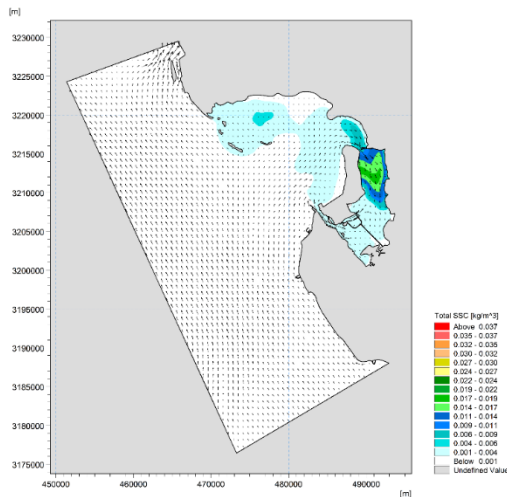 [m]
3230000
3225000
3220000
3215000
3210000
3205000
3200000
3195000
3190000
3185000
3180000
3175000
450000 460000 470000 480000 490000
[m]
Total SSC [kg/m^3]
Above 0.037
0.035 - 0.037
0.032 - 0.035
0.030 - 0.032
0.027 - 0.030
0.024 - 0.027
0.022 - 0.024
0.019 - 0.022
0.017 - 0.019
0.014 - 0.017
0.011 - 0.014
0.009 - 0.011
0.006 - 0.009
0.004 - 0.006
0.001 - 0.004
Below 0.001
Undefined Value